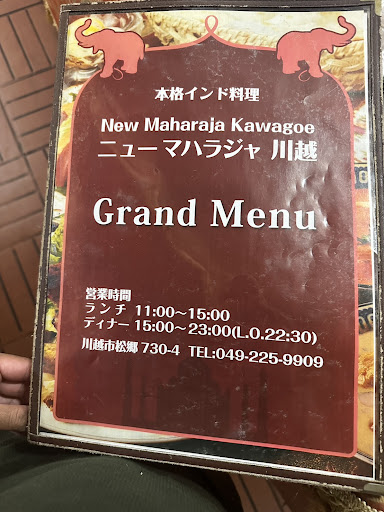 本格インド料理
New Maharaja Kawagoe
ニューマハラジャ 川越
Grand Menu
営業時間
ランチ 11:00～15:00
ディナー 15:00～23:00(L.O.22:30)
川越市松郷 730-4 TEL:049-225-9909